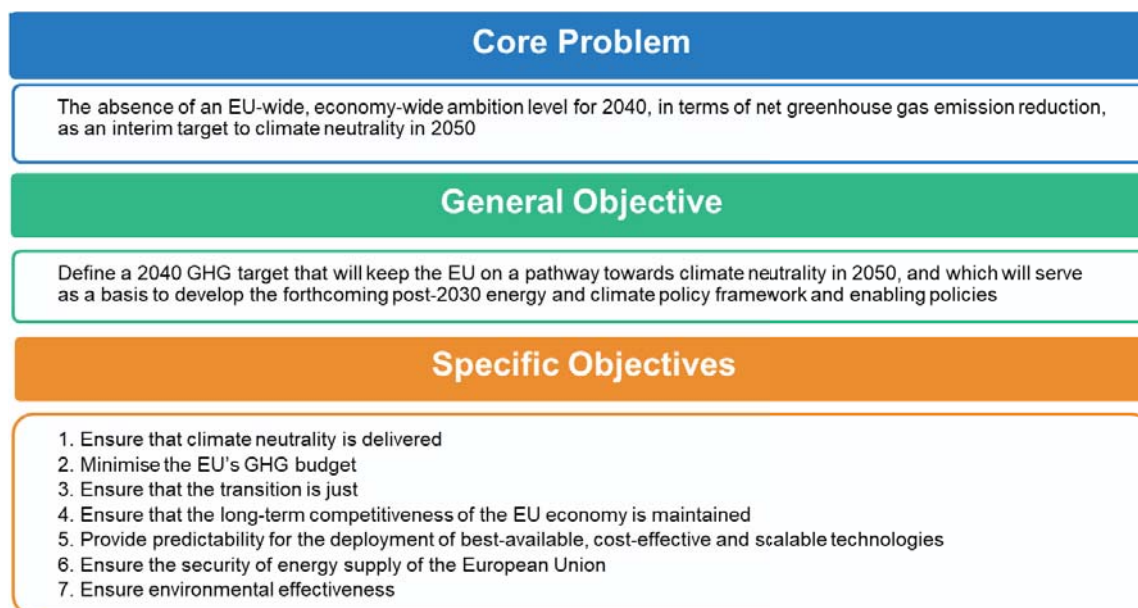 Core Problem
The absence of an EU-wide, economy-wide ambition level for 2040, in terms of net greenhouse gas emission reduction,
as an interim target to climate neutrality in 2050
General Objective
Define a 2040 GHG target that will keep the EU on a pathway towards climate neutrality in 2050, and which will serve
as a basis to develop the forthcoming post-2030 energy and climate policy framework and enabling policies
Specific Objectives
1. Ensure that climate neutrality is delivered
2. Minimise the EU's GHG budget
3. Ensure that the transition is just
4. Ensure that the long-term competitiveness of the EU economy is maintained
5. Provide predictability for the deployment of best-available, cost-effective and scalable technologies
6. Ensure the security of energy supply of the European Union
7. Ensure environmental effectiveness